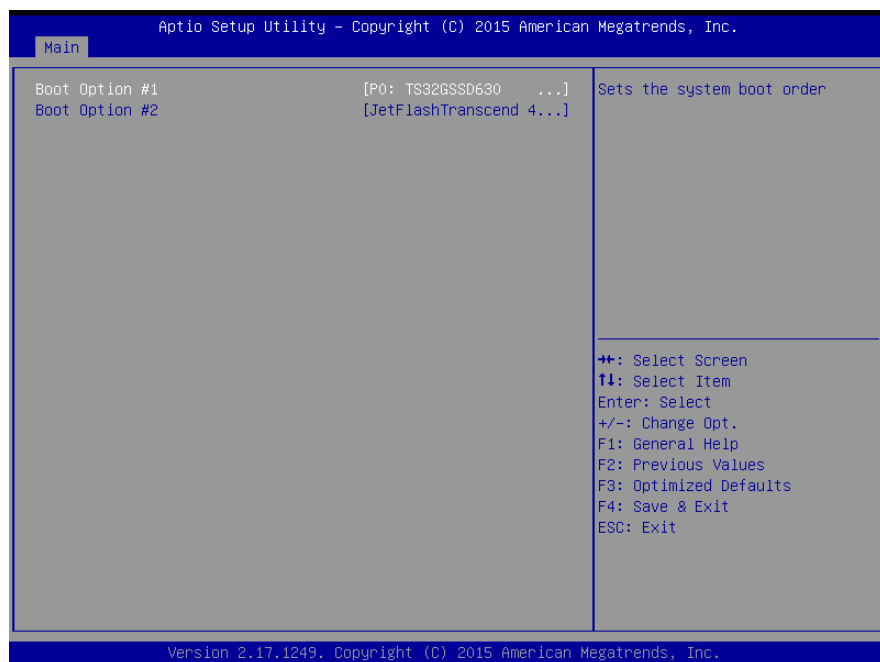 Aptio Setup Utility – Copyright (C) 2015 American Megatrends, Inc.
Main
Boot Option #1 [P0: TS32GSSD630 ...]
Boot Option #2 [JetFlashTranscend 4...]
Sets the system boot order
→←: Select Screen
↑↓: Select Item
Enter: Select
+/-: Change Opt.
F1: General Help
F2: Previous Values
F3: Optimized Defaults
F4: Save & Exit
ESC: Exit
Version 2.17.1249. Copyright (C) 2015 American Megatrends, Inc.